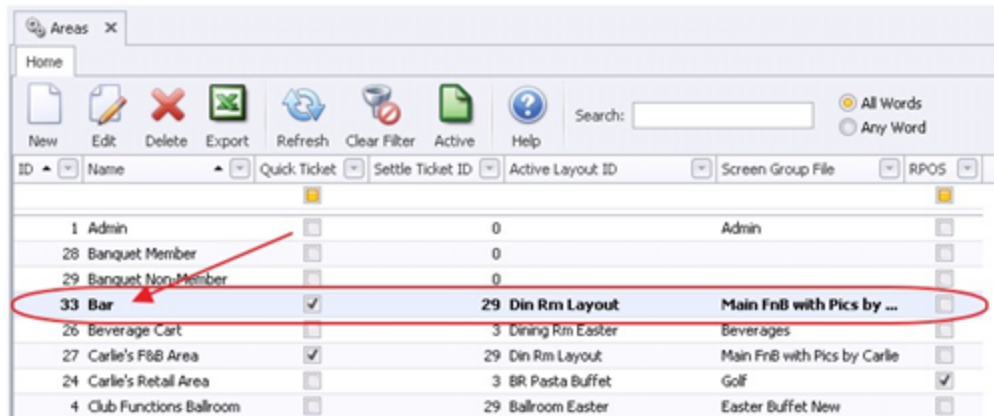 Areas X
Home
New Edit Delete Export Refresh Clear Filter Active Help Search: All Words
Any Word
ID Name Quick Ticket Settle Ticket ID Active Layout ID Screen Group File RPOS
1 Admin 0 Admin
28 Banquet Member 0
29 Banquet Non-Member 0
33 Bar 29 Din Rm Layout Main FnB with Pics by ...
26 Beverage Cart 3 Dining Rm Easter Beverages
27 Carlie's F&B Area 29 Din Rm Layout Main FnB with Pics by Carlie
24 Carlie's Retail Area 3 BR Pasta Buffet Golf
4 Club Functions Ballroom 29 Ballroom Easter Easter Buffet New